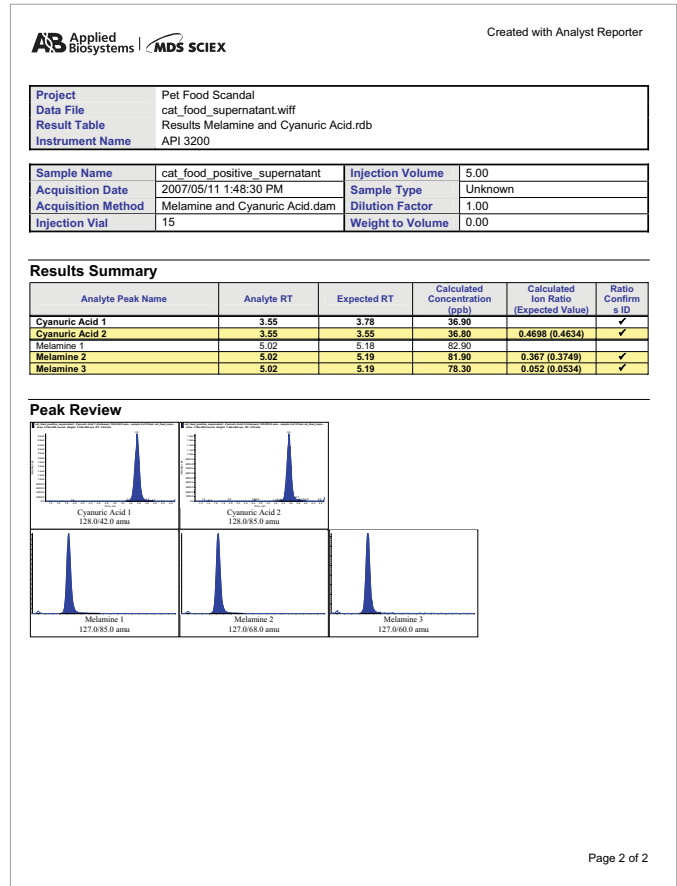 Created with Analyst Reporter
AB Applied Biosystems | MDS SCIEX
Project Pet Food Scandal
Data File cat_food_supernatant.wiff
Result Table Results Melamine and Cyanuric Acid.rdb
Instrument Name API 3200
Sample Name cat_food_positive_supernatant Injection Volume 5.00
Acquisition Date 2007/05/11 1:48:30 PM Sample Type Unknown
Acquisition Method Melamine and Cyanuric Acid.dam Dilution Factor 1.00
Injection Vial 15 Weight to Volume 0.00
Results Summary
Analyte Peak Name Analyte RT Expected RT Calculated Concentration (ppb) Calculated Ion Ratio (Expected Value) Ratio Confirm s ID
Cyanuric Acid 1 3.55 3.78 36.90 ✔
Cyanuric Acid 2 3.55 3.55 36.80 0.4698 (0.4634) ✔
Melamine 1 5.02 5.18 82.90
Melamine 2 5.02 5.19 81.90 0.367 (0.3749) ✔
Melamine 3 5.02 5.19 78.30 0.052 (0.0534) ✔
Peak Review
Cyanuric Acid 1
128.0/42.0 amu
Cyanuric Acid 2
128.0/85.0 amu
Melamine 1
127.0/85.0 amu
Melamine 2
127.0/68.0 amu
Melamine 3
127.0/60.0 amu
Page 2 of 2